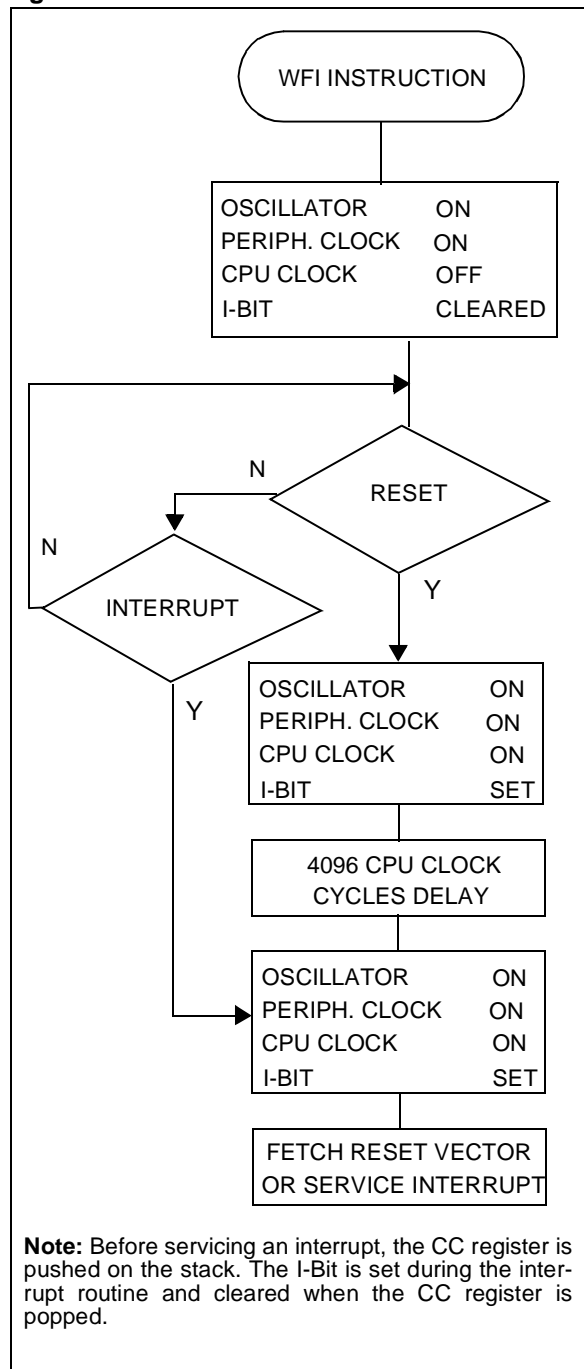 WFI INSTRUCTION
OSCILLATOR ON
PERIPH. CLOCK ON
CPU CLOCK OFF
I-BIT CLEARED
N
RESET
N
INTERRUPT
Y
Y
OSCILLATOR ON
PERIPH. CLOCK ON
CPU CLOCK ON
I-BIT SET
4096 CPU CLOCK
CYCLES DELAY
OSCILLATOR ON
PERIPH. CLOCK ON
CPU CLOCK ON
I-BIT SET
FETCH RESET VECTOR
OR SERVICE INTERRUPT
Note: Before servicing an interrupt, the CC register is
pushed on the stack. The I-Bit is set during the inter-
rupt routine and cleared when the CC register is
popped.